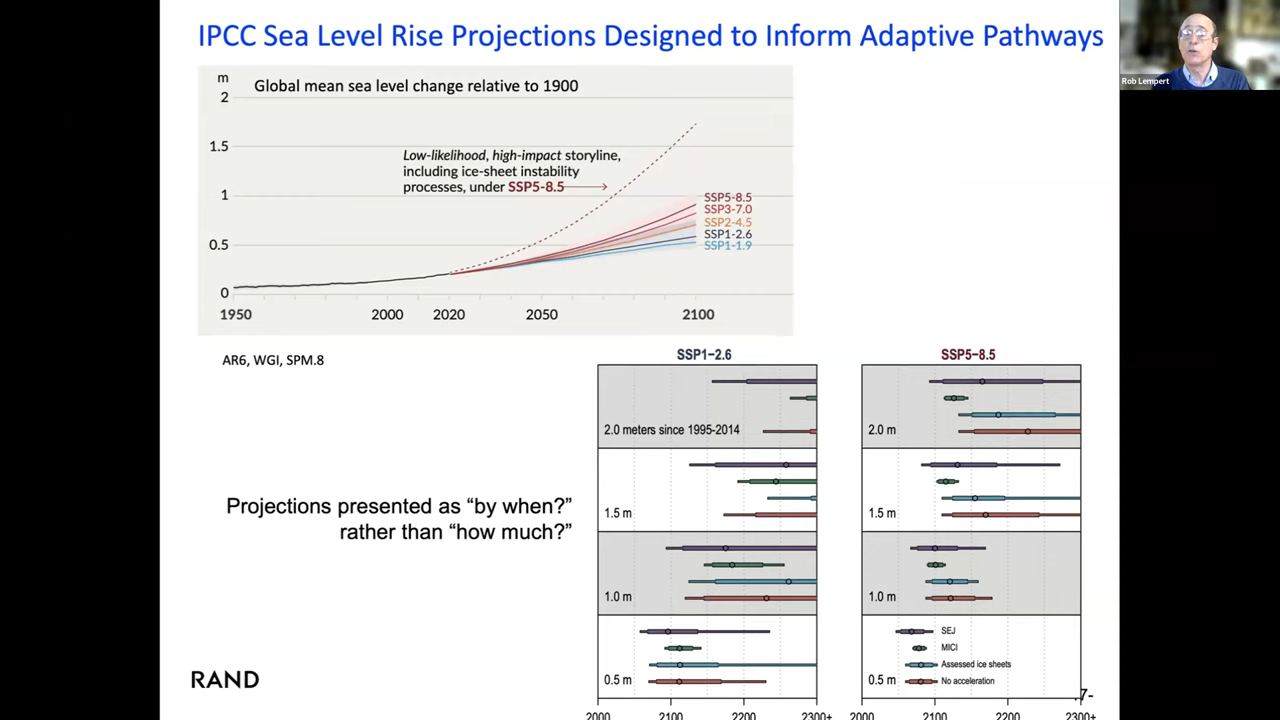 IPCC Sea Level Rise Projections Designed to Inform Adaptive Pathways
Rob Lempert
m
Global mean sea level change relative to 1900
2
1.5
1
0.5
0
Low-likelihood, high-impact storyline,
including ice-sheet instability
processes, under SSP5-8.5
SSP5-8.5
SSP3-7.0
SSP2-4.5
SSP1-2.6
SSP1-1.9
1950 2000 2020 2050 2100
AR6, WGI, SPM.8
SSP1-2.6
SSP5-8.5
2.0 meters since 1995-2014
2.0 m
1.5 m
1.5 m
Projections presented as “by when?”
rather than “how much?”
1.0 m
1.0 m
0.5 m
0.5 m
SEJ
MICI
Assessed ice sheets
No acceleration
RAND
7-
2000 2100 2200 2300+
2000 2100 2200 2300+